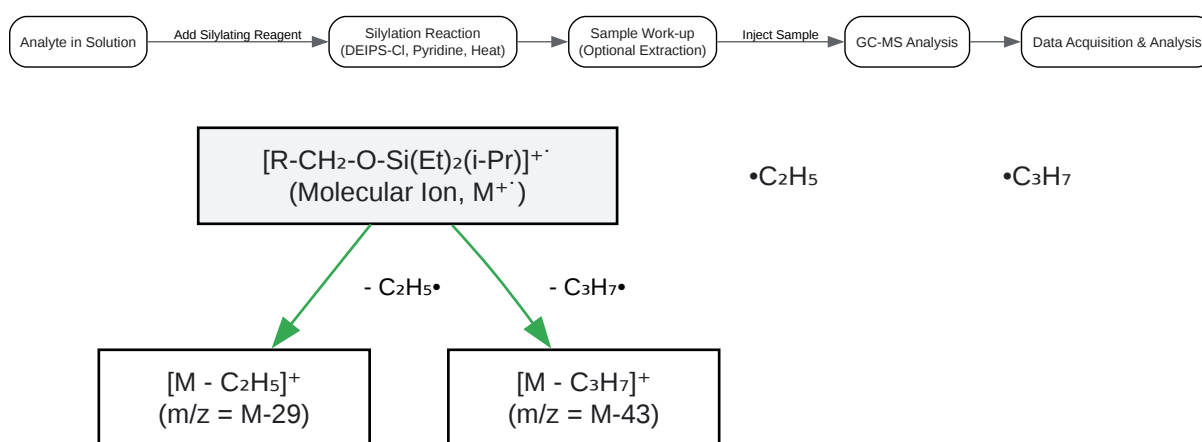 Analyte in Solution
Add Silylating Reagent
Silylation Reaction
(DEIPS-Cl, Pyridine, Heat)
Sample Work-up
(Optional Extraction)
Inject Sample
GC-MS Analysis
Data Acquisition & Analysis
[R-CH₂-O-Si(Et)₂(i-Pr)]⁺˙
(Molecular Ion, M⁺˙)
•C₂H₅
•C₃H₇
- C₂H₅•
- C₃H₇•
[M - C₂H₅]⁺
(m/z = M-29)
[M - C₃H₇]⁺
(m/z = M-43)